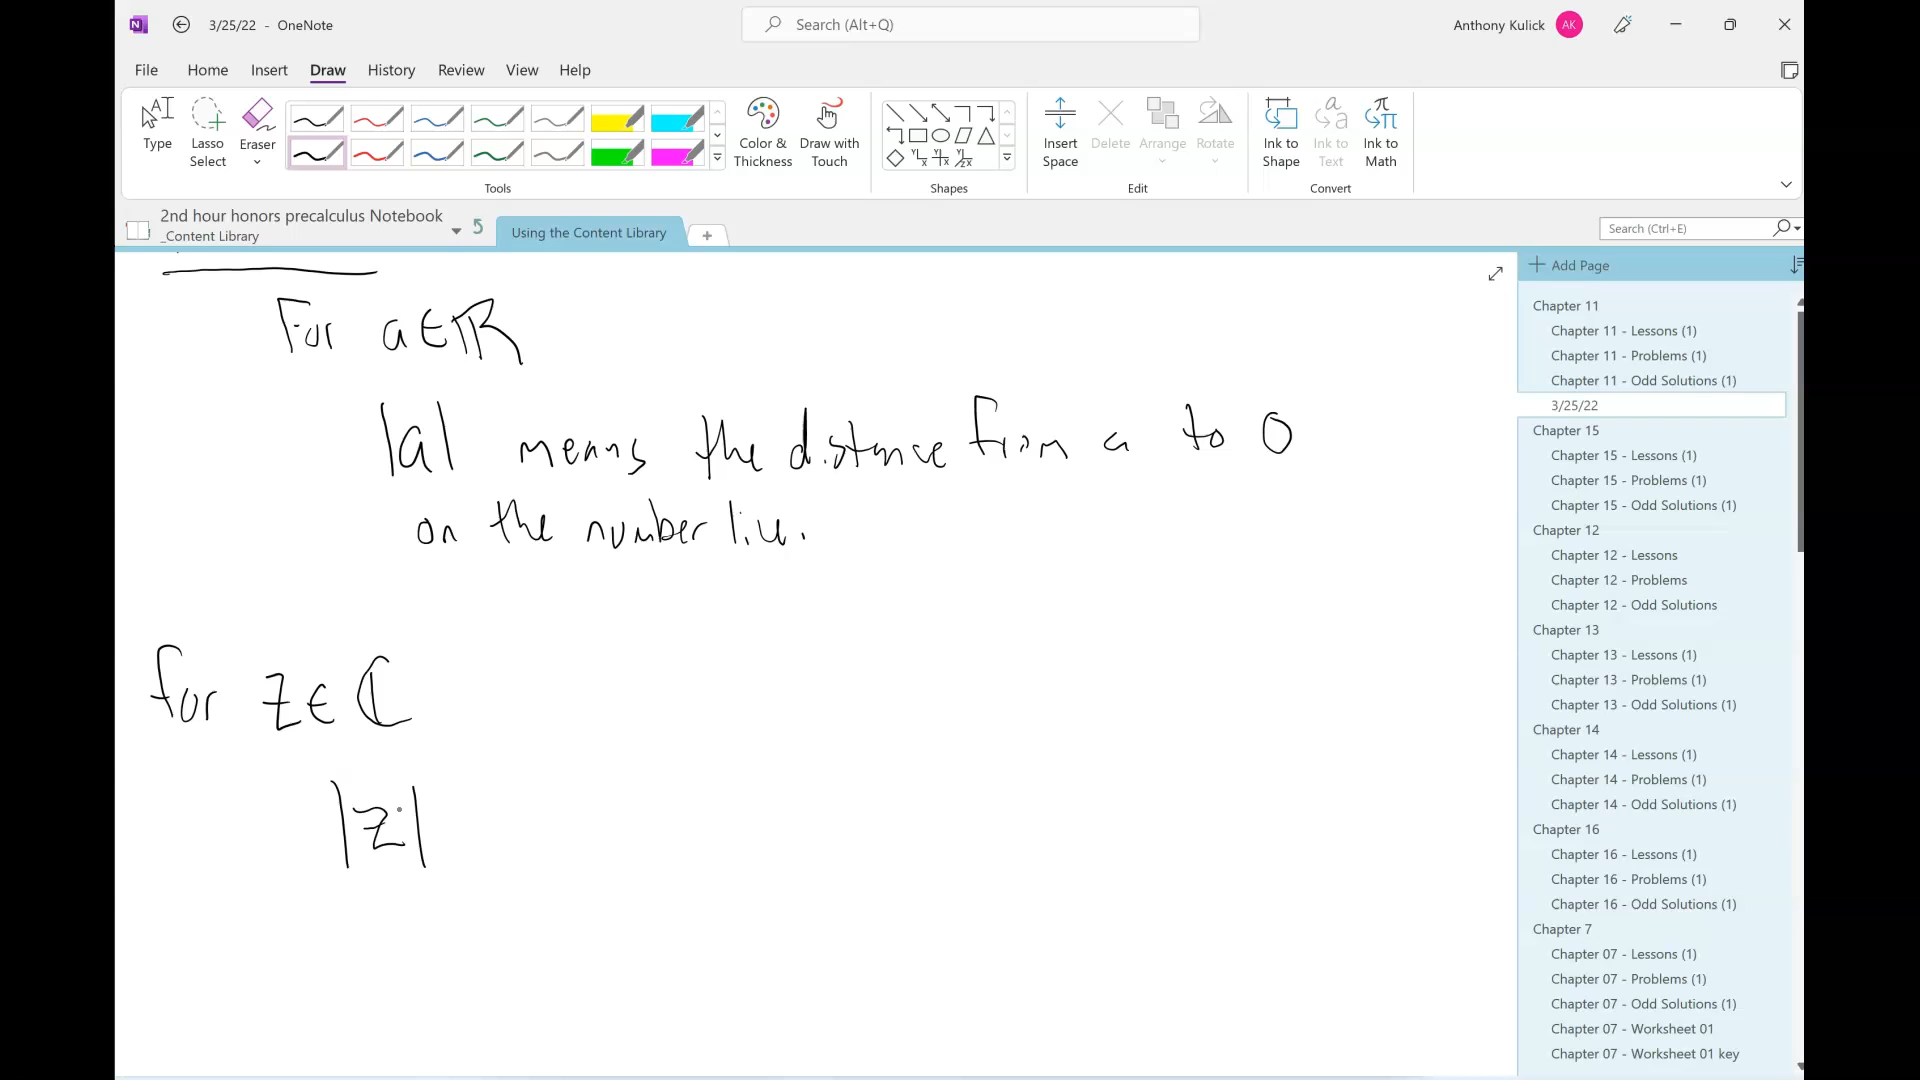 3/25/22 - OneNote
Search (Alt+Q)
Anthony Kulick AK
File Home Insert Draw History Review View Help
Type
Lasso Select
Eraser
Color & Thickness
Draw with Touch
Insert Space
Delete
Arrange
Rotate
Ink to Shape
Ink to Text
Ink to Math
Tools
Shapes
Edit
Convert
2nd hour honors precalculus Notebook
_Content Library
Using the Content Library
Search (Ctrl+E)
For a∈ℝ
|a| means the distance from a to 0
on the number line.
for z∈ℂ
|z|
Add Page
Chapter 11
Chapter 11 - Lessons (1)
Chapter 11 - Problems (1)
Chapter 11 - Odd Solutions (1)
3/25/22
Chapter 15
Chapter 15 - Lessons (1)
Chapter 15 - Problems (1)
Chapter 15 - Odd Solutions (1)
Chapter 12
Chapter 12 - Lessons
Chapter 12 - Problems
Chapter 12 - Odd Solutions
Chapter 13
Chapter 13 - Lessons (1)
Chapter 13 - Problems (1)
Chapter 13 - Odd Solutions (1)
Chapter 14
Chapter 14 - Lessons (1)
Chapter 14 - Problems (1)
Chapter 14 - Odd Solutions (1)
Chapter 16
Chapter 16 - Lessons (1)
Chapter 16 - Problems (1)
Chapter 16 - Odd Solutions (1)
Chapter 7
Chapter 07 - Lessons (1)
Chapter 07 - Problems (1)
Chapter 07 - Odd Solutions (1)
Chapter 07 - Worksheet 01
Chapter 07 - Worksheet 01 key